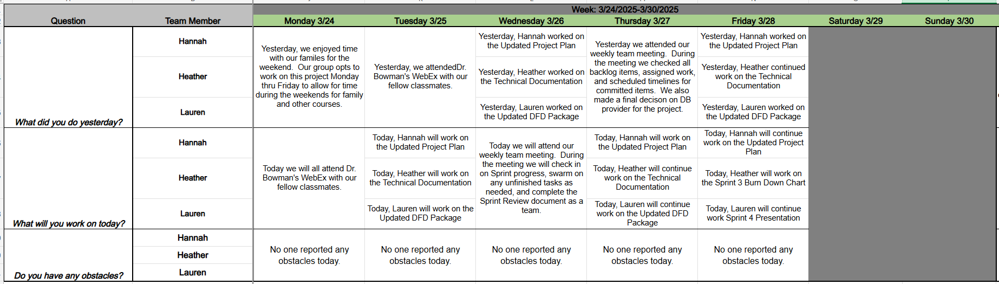 Week: 3/24/2025-3/30/2025
Question
Team Member
Monday 3/24
Tuesday 3/25
Wednesday 3/26
Thursday 3/27
Friday 3/28
Saturday 3/29
Sunday 3/30
What did you do yesterday?
Hannah
Heather
Lauren
Yesterday, we enjoyed time
with our familes for the
weekend.  Our group opts to
work on this project Monday
thru Friday to allow for time
during the weekends for family
and other courses.
Yesterday, we attendedDr.
Bowman's WebEx with our
fellow classmates.
Yesterday, Hannah worked on
the Updated Project Plan
Yesterday, Heather worked on
the Technical Documentation
Yesterday, Lauren worked on
the Updated DFD Package
Yesterday we attended our
weekly team meeting.  During
the meeting we checked all
backlog items, assigned work,
and scheduled timelines for
committed items.  We also
made a final decison on DB
provider for the project.
Yesterday, Hannah worked on
the Updated Project Plan
Yesterday, Heather continued
work on the Technical
Documentation
Yesterday, Lauren worked on
the Updated DFD Package
What will you work on today?
Hannah
Heather
Lauren
Today we will all attend Dr.
Bowman's WebEx with our
fellow classmates.
Today, Hannah will work on
the Updated Project Plan
Today, Heather will work on
the Technical Documentation
Today, Lauren will work on the
Updated DFD Package
Today we will attend our
weekly team meeting.  During
the meeting we will check in
on Sprint progress, swarm on
any unfinished tasks as
needed, and complete the
Sprint Review document as a
team.
Today, Hannah will work on
the Updated Project Plan
Today, Heather will continue
work on the Technical
Documentation
Today, Lauren will continue
work on the Updated DFD
Package
Today, Hannah will continue
work on the Updated Project
Plan
Today, Heather will work on
the Sprint 3 Burn Down Chart
Today, Lauren will continue
work Sprint 4 Presentation
Do you have any obstacles?
Hannah
Heather
Lauren
No one reported any
obstacles today.
No one reported any
obstacles today.
No one reported any
obstacles today.
No one reported any
obstacles today.
No one reported any
obstacles today.